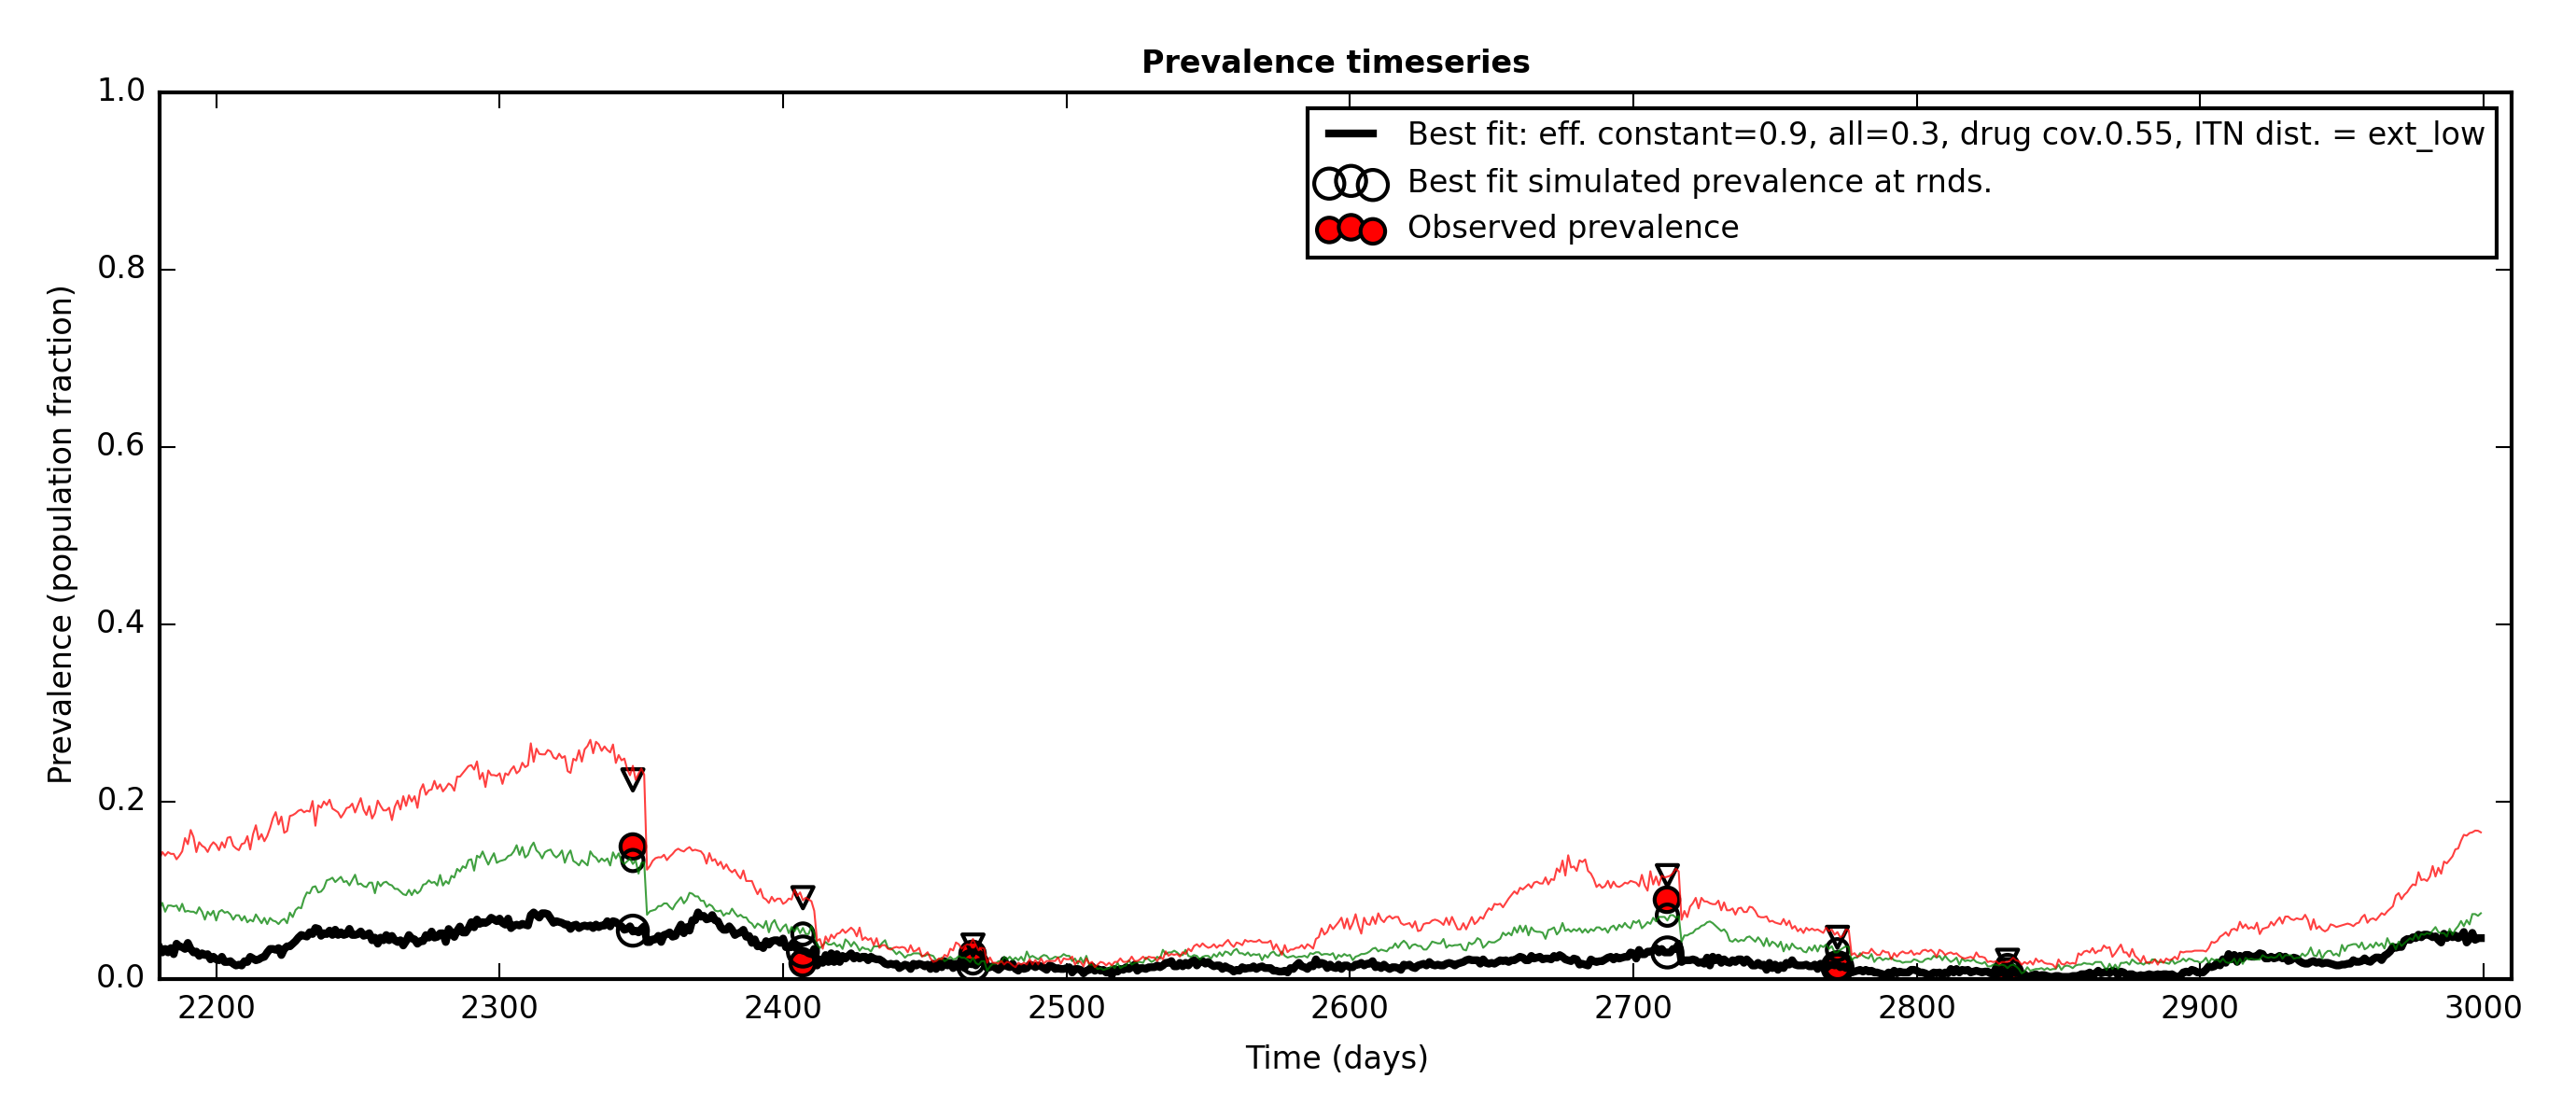 Prevalence timeseries
1.0
0.8
0.6
0.4
0.2
0.0
Prevalence (population fraction)
Best fit: eff. constant=0.9, all=0.3, drug cov.0.55, ITN dist. = ext_low
Best fit simulated prevalence at rnds.
Observed prevalence
2200 2300 2400 2500 2600 2700 2800 2900 3000
Time (days)